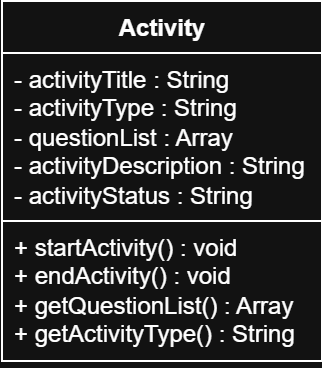 Activity
- activityTitle : String
- activityType : String
- questionList : Array
- activityDescription : String
- activityStatus : String
+ startActivity() : void
+ endActivity() : void
+ getQuestionList() : Array
+ getActivityType() : String